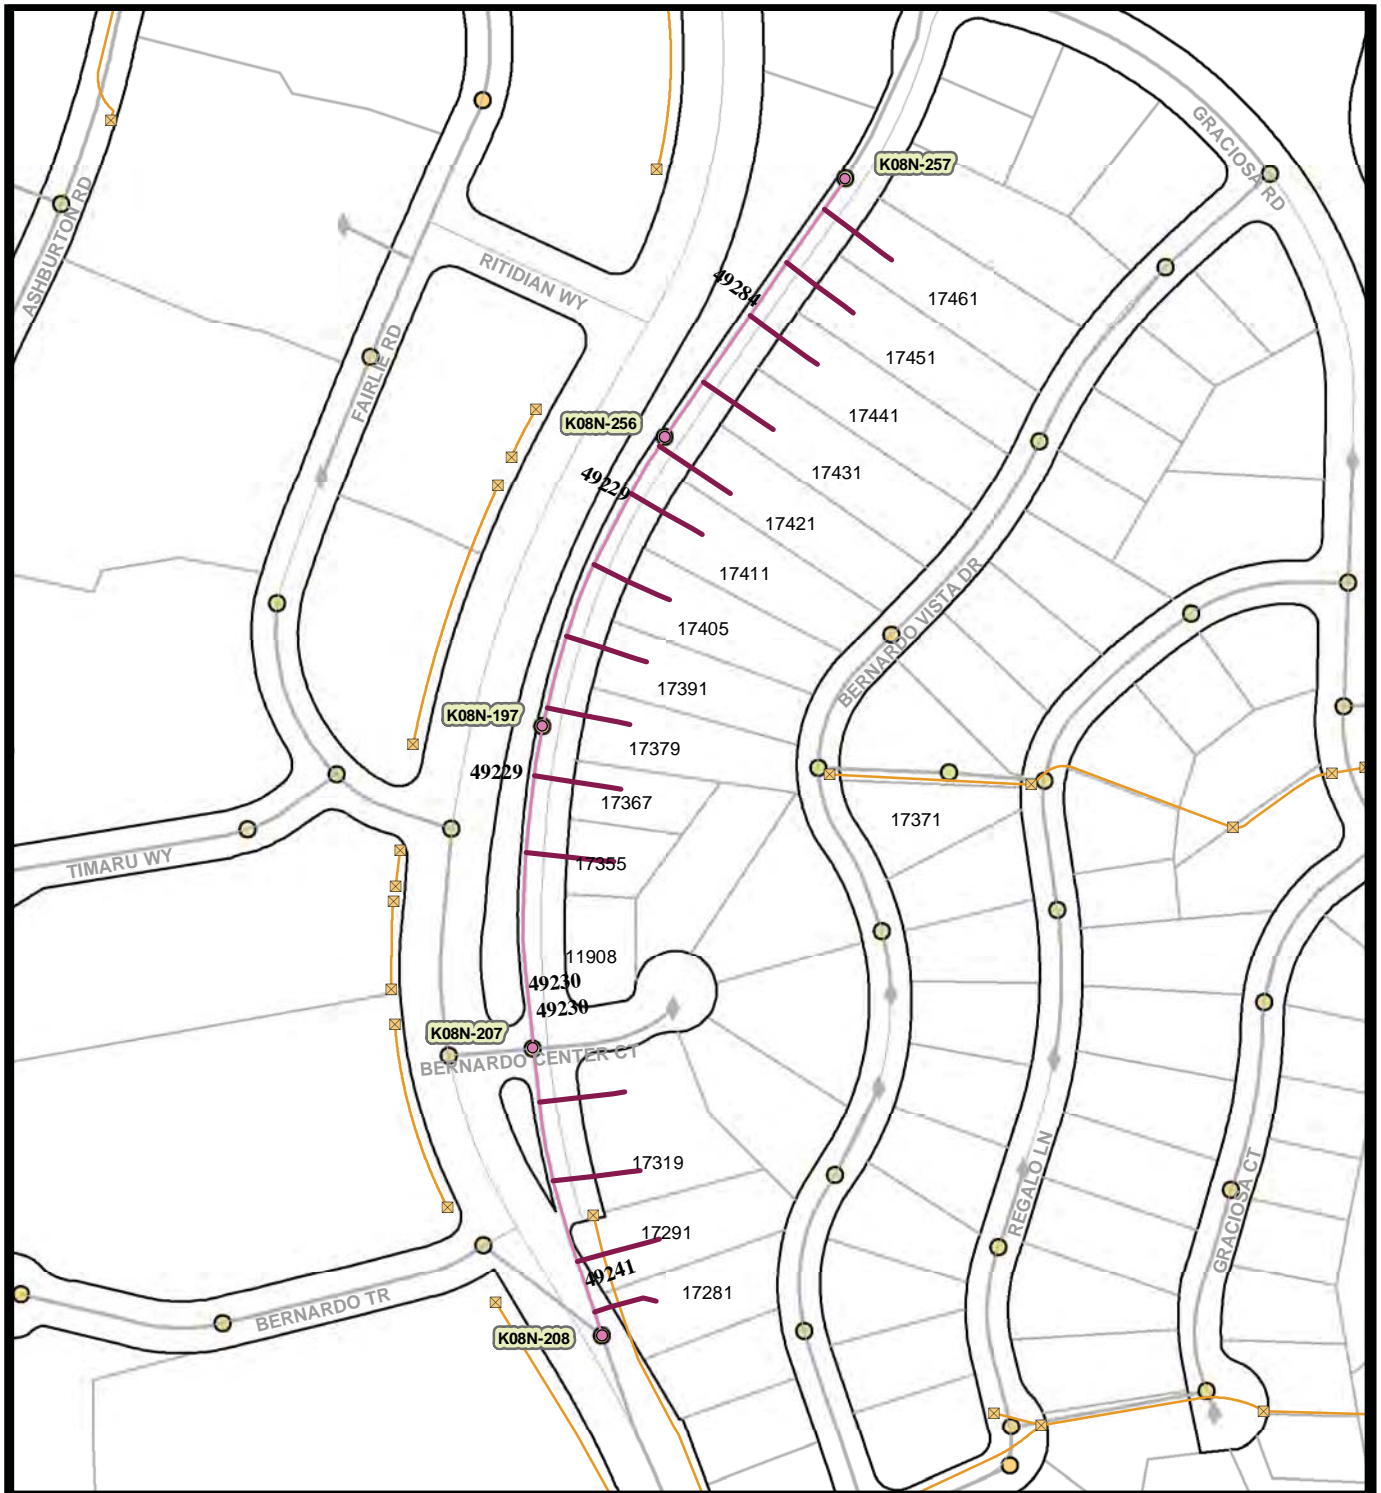 K08N-257
GRACIOSA RD
ASHBURTON RD
RITIDIAN WY
49284
17461
FAIRLIE RD
17451
K08N-256
17441
17431
49229
17421
17411
BERNARDO VISTA DR
17405
17391
K08N-197
17379
49229
17367
17371
TIMARU WY
17355
11908
49230
49230
K08N-207
BERNARDO CENTER CT
17319
REGALO LN
GRACIOSA CT
17291
49241
17281
BERNARDO TR
K08N-208